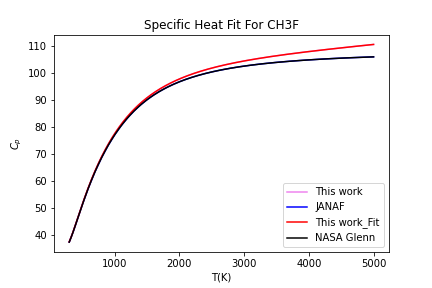 Specific Heat Fit For CH3F
110
100
90
80
70
60
50
40
C_p
This work
JANAF
This work_Fit
NASA Glenn
1000
2000
3000
4000
5000
T(K)